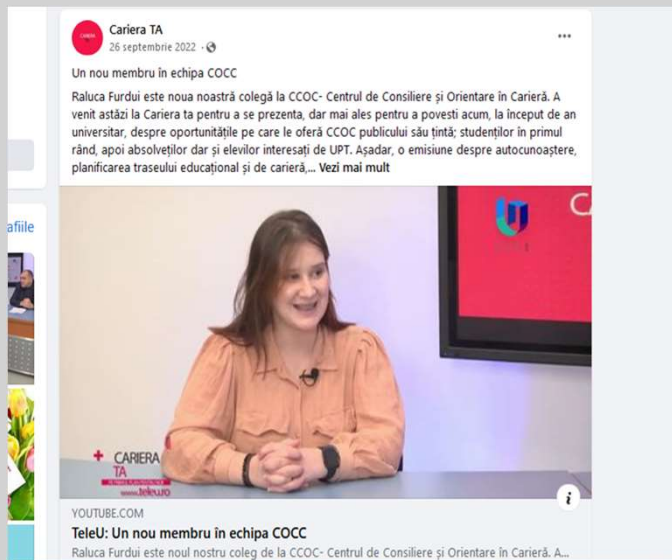 Cariera TA
26 septembrie 2022 ·
Un nou membru în echipa COCC
Raluca Furdui este noua noastră colegă la CCOC- Centrul de Consiliere și Orientare în Carieră. A
venit astăzi la Cariera ta pentru a se prezenta, dar mai ales pentru a povesti acum, la început de an
universitar, despre oportunitățile pe care le oferă CCOC publicului său țintă; studenților în primul
rând, apoi absolveților dar și elevilor interesați de UPT. Așadar, o emisiune despre autocunoaștere,
planificarea traseului educațional și de carieră,... Vezi mai mult
afiile
CA
CARIERA
TA
www.teleu.ro
YOUTUBE.COM
TeleU: Un nou membru în echipa COCC
Raluca Furdui este noul nostru coleg de la CCOC- Centrul de Consiliere și Orientare în Carieră. A...